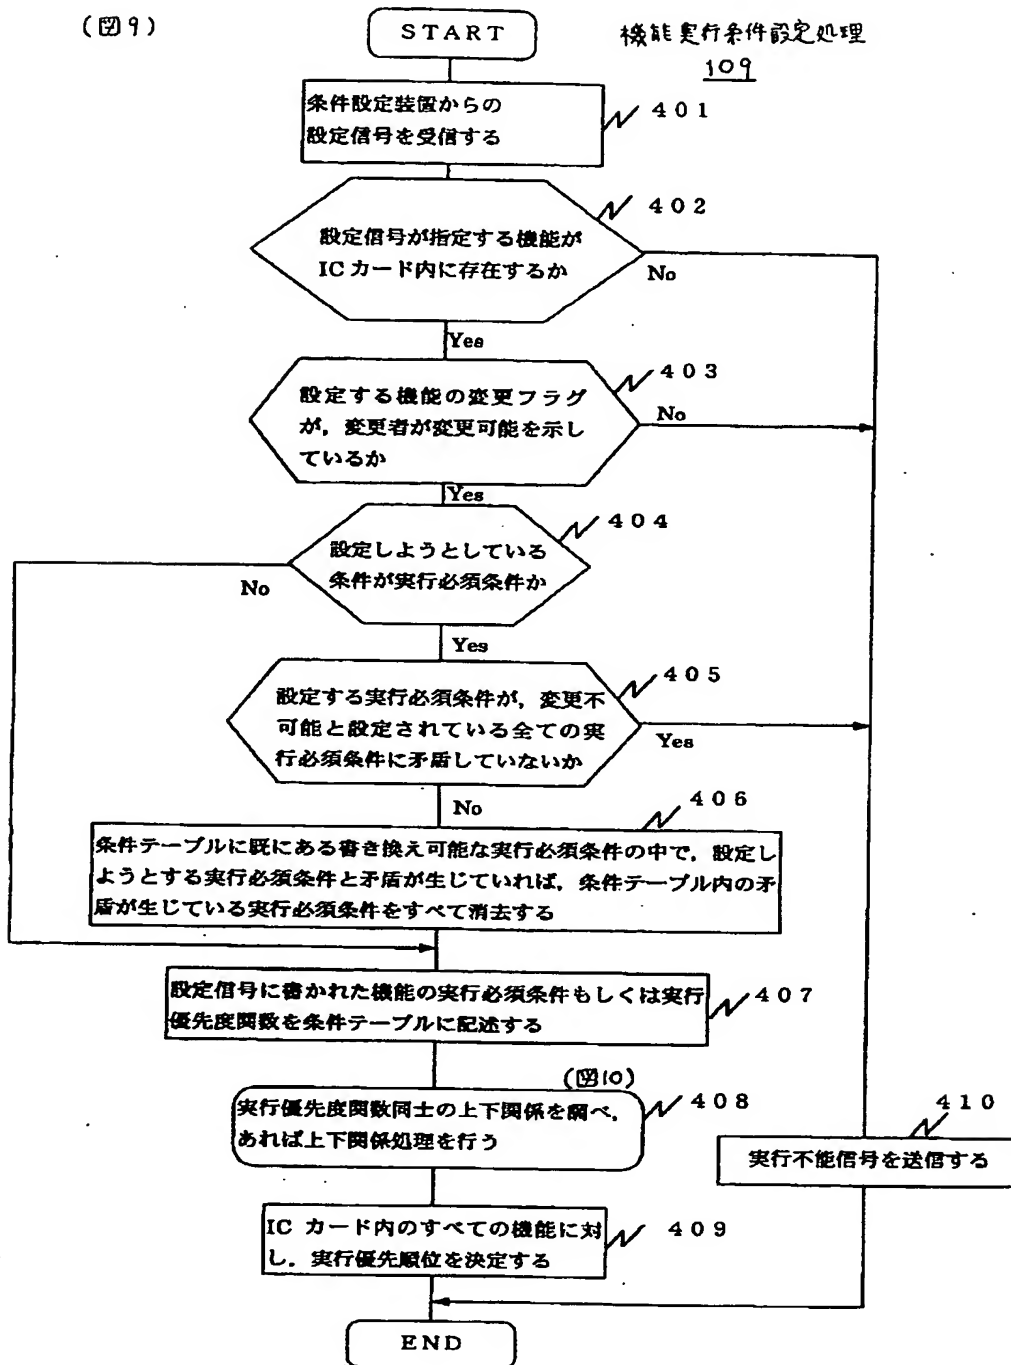 (図9)
START
機能実行条件設定処理
109
条件設定装置からの
設定信号を受信する
401
402
設定信号が指定する機能が
ICカード内に存在するか
No
Yes
403
設定する機能の変更フラグ
が，変更者が変更可能を示し
ているか
No
Yes
404
設定しようとしている
条件が実行必須条件か
No
Yes
405
設定する実行必須条件が，変更不
可能と設定されている全ての実
行必須条件に矛盾していないか
Yes
No
406
条件テーブルに既にある書き換え可能な実行必須条件の中で，設定し
ようとする実行必須条件と矛盾が生じていれば，条件テーブル内の矛
盾が生じている実行必須条件をすべて消去する
設定信号に書かれた機能の実行必須条件もしくは実行
優先度関数を条件テーブルに記述する
407
(図10)
実行優先度関数同士の上下関係を調べ，
あれば上下関係処理を行う
408
410
実行不能信号を送信する
ICカード内のすべての機能に対
し，実行優先順位を決定する
409
END